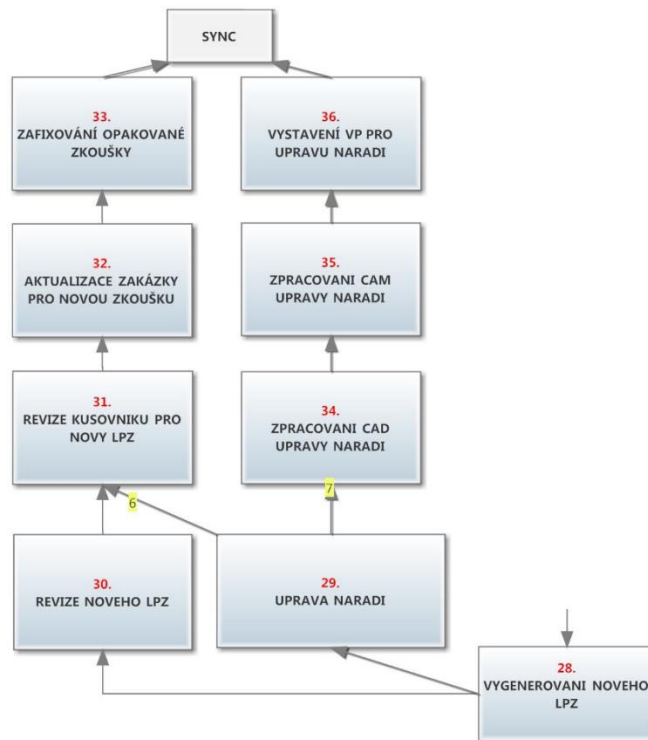 SYNC
33.
ZAFIXOVÁNÍ OPAKOVANÉ
ZKOUŠKY
36.
VYSTAVENÍ VP PRO
UPRAVU NARADI
32.
AKTUALIZACE ZAKÁZKY
PRO NOVOU ZKOUŠKU
35.
ZPRACOVANI CAM
UPRAVY NARADI
31.
REVIZE KUSOVNIKU PRO
NOVY LPZ
34.
ZPRACOVANI CAD
UPRAVY NARADI
6
7
30.
REVIZE NOVEHO LPZ
29.
UPRAVA NARADI
28.
VYGENEROVANI NOVEHO
LPZ